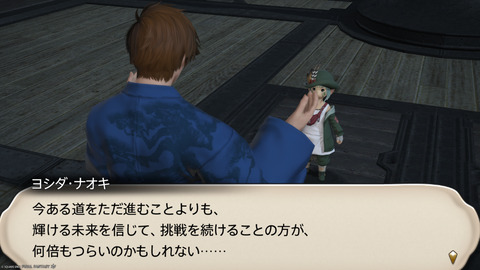 ヨシダ・ナオキ
今ある道をただ進むことよりも、
輝ける未来を信じて、挑戦を続けることの方が、
何倍もつらいのかもしれない……